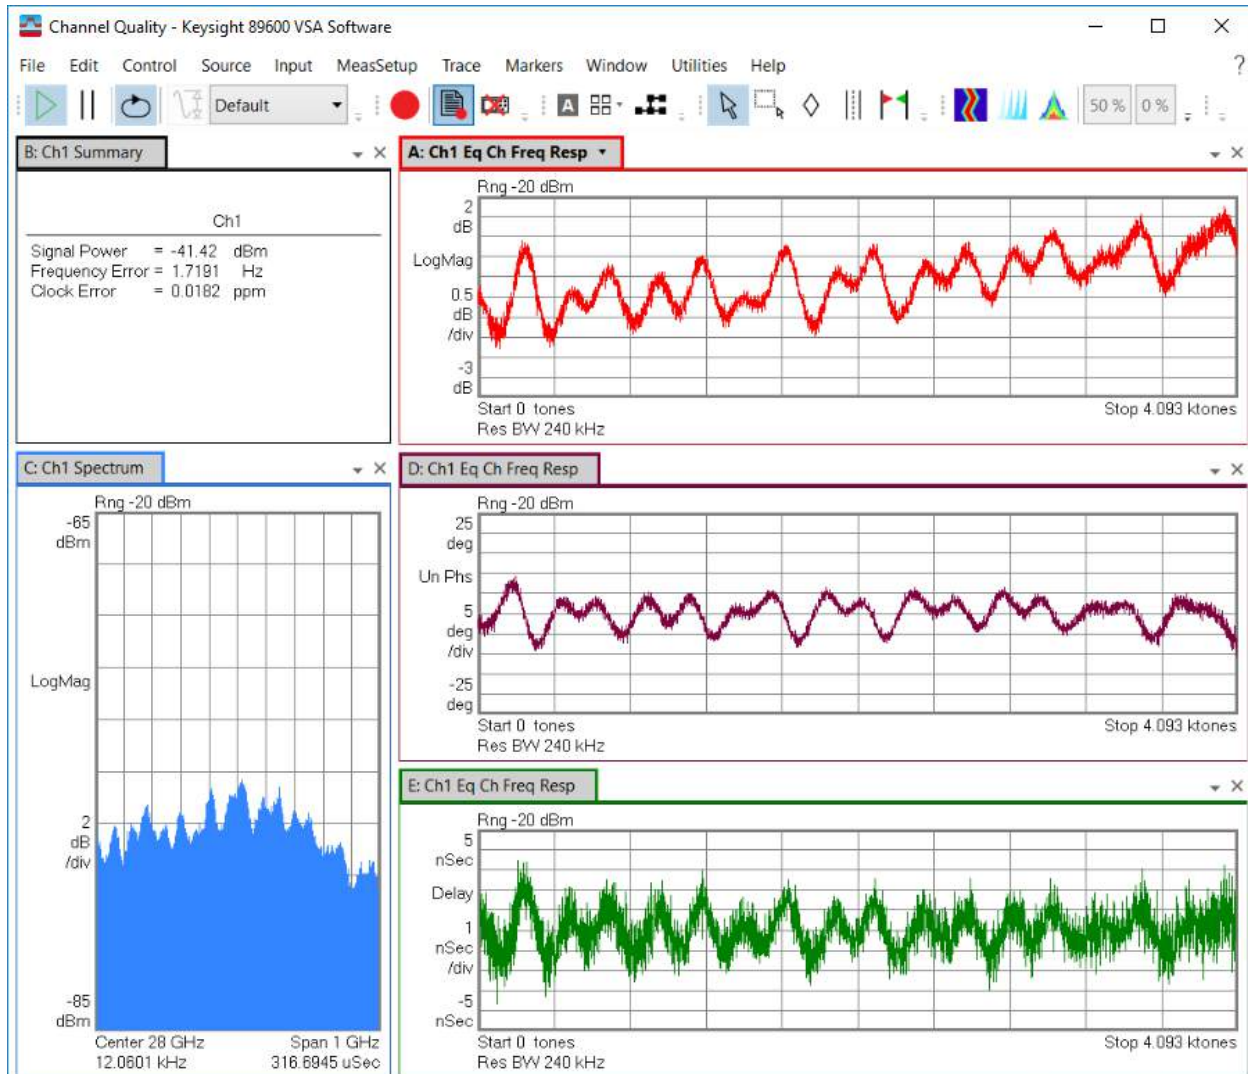 Channel Quality - Keysight 89600 VSA Software
File Edit Control Source Input MeasSetup Trace Markers Window Utilities Help ?
Default A 50 % 0 %
B: Ch1 Summary
Ch1
Signal Power = -41.42 dBm
Frequency Error = 1.7191 Hz
Clock Error = 0.0182 ppm
A: Ch1 Eq Ch Freq Resp
Rng -20 dBm
2
dB
LogMag
0.5
dB
/div
-3
dB
Start 0 tones Stop 4.093 ktones
Res BW 240 kHz
C: Ch1 Spectrum
Rng -20 dBm
-65
dBm
LogMag
2
dB
/div
-85
dBm
Center 28 GHz Span 1 GHz
12.0601 kHz 316.6945 uSec
D: Ch1 Eq Ch Freq Resp
Rng -20 dBm
25
deg
Un Phs
5
deg
/div
-25
deg
Start 0 tones Stop 4.093 ktones
Res BW 240 kHz
E: Ch1 Eq Ch Freq Resp
Rng -20 dBm
5
nSec
Delay
1
nSec
/div
-5
nSec
Start 0 tones Stop 4.093 ktones
Res BW 240 kHz